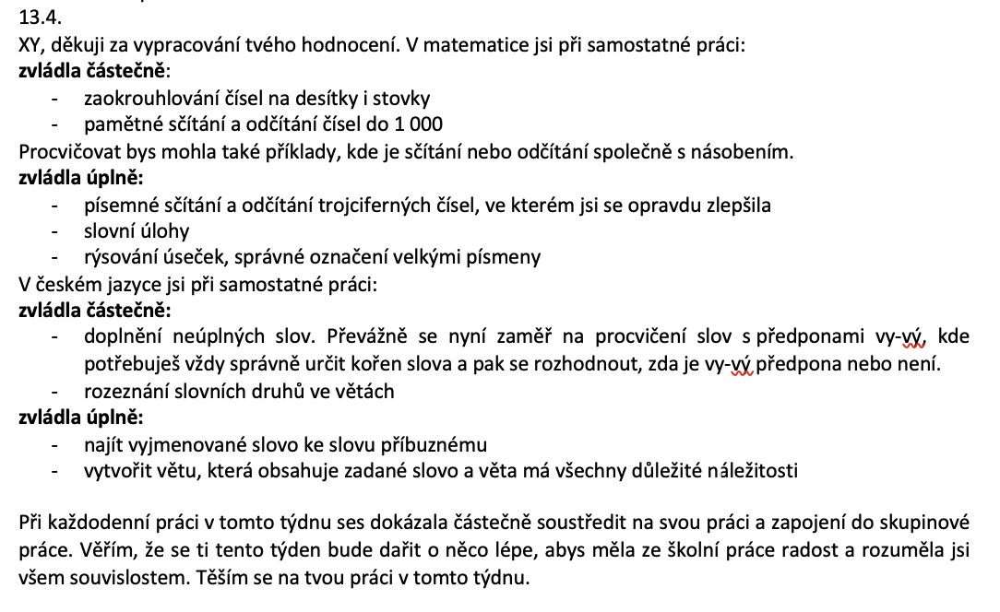 13.4.
XY, děkuji za vypracování tvého hodnocení. V matematice jsi při samostatné práci:
zvládla částečně:
- zaokrouhlování čísel na desítky i stovky
- pamětné sčítání a odčítání čísel do 1 000
Procvičovat bys mohla také příklady, kde je sčítání nebo odčítání společně s násobením.
zvládla úplně:
- písemné sčítání a odčítání trojciferných čísel, ve kterém jsi se opravdu zlepšila
- slovní úlohy
- rýsování úseček, správné označení velkými písmeny
V českém jazyce jsi při samostatné práci:
zvládla částečně:
- doplnění neúplných slov. Převážně se nyní zaměř na procvičení slov s předponami vy-vý, kde
potřebuješ vždy správně určit kořen slova a pak se rozhodnout, zda je vy-vý předpona nebo není.
- rozeznání slovních druhů ve větách
zvládla úplně:
- najít vyjmenované slovo ke slovu příbuznému
- vytvořit větu, která obsahuje zadané slovo a věta má všechny důležité náležitosti
Při každodenní práci v tomto týdnu ses dokázala částečně soustředit na svou práci a zapojení do skupinové
práce. Věřím, že se ti tento týden bude dařit o něco lépe, abys měla ze školní práce radost a rozuměla jsi
všem souvislostem. Těším se na tvou práci v tomto týdnu.